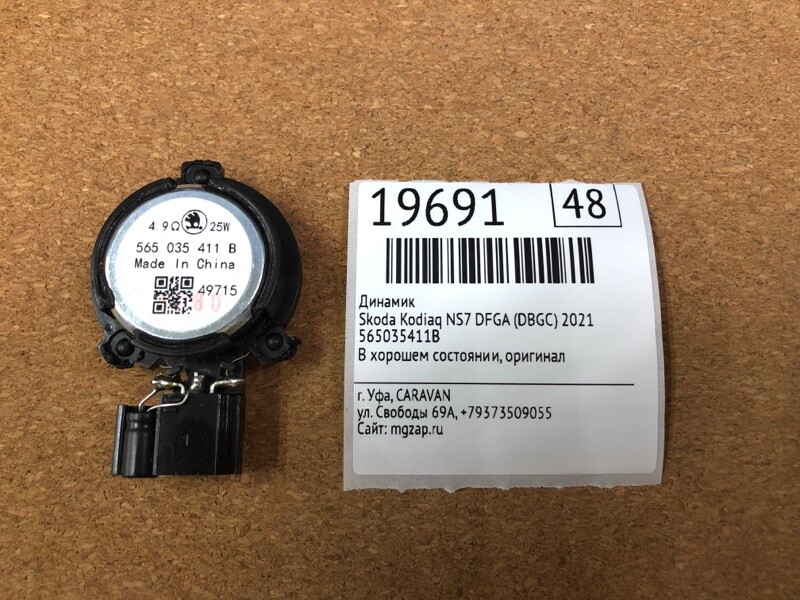 4.9Ω 25W
565 035 411 B
Made In China
49715
19691 48
Динамик
Skoda Kodiaq NS7 DFGA (DBGC) 2021
565035411B
В хорошем состоянии, оригинал
г. Уфа, CARAVAN
ул. Свободы 69А, +79373509055
Сайт: mgzap.ru